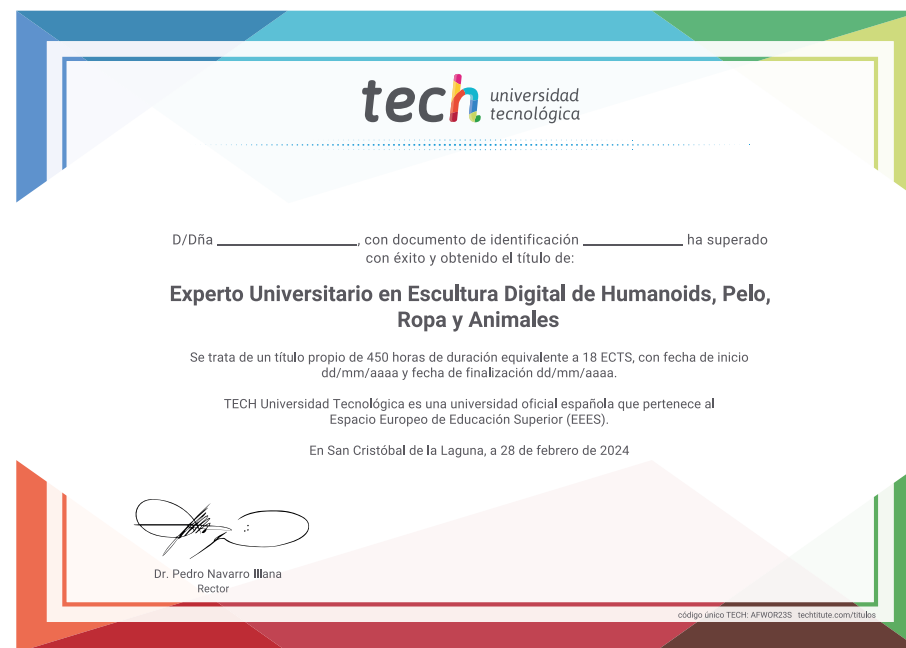 tech universidad
tecnológica
D/Dña ____________, con documento de identificación ____________ ha superado
con éxito y obtenido el título de:
Experto Universitario en Escultura Digital de Humanoids, Pelo,
Ropa y Animales
Se trata de un título propio de 450 horas de duración equivalente a 18 ECTS, con fecha de inicio
dd/mm/aaaa y fecha de finalización dd/mm/aaaa.
TECH Universidad Tecnológica es una universidad oficial española que pertenece al
Espacio Europeo de Educación Superior (EEES).
En San Cristóbal de la Laguna, a 28 de febrero de 2024
Dr. Pedro Navarro Illana
Rector
código único TECH: AFWOR23S techtitute.com/titulos